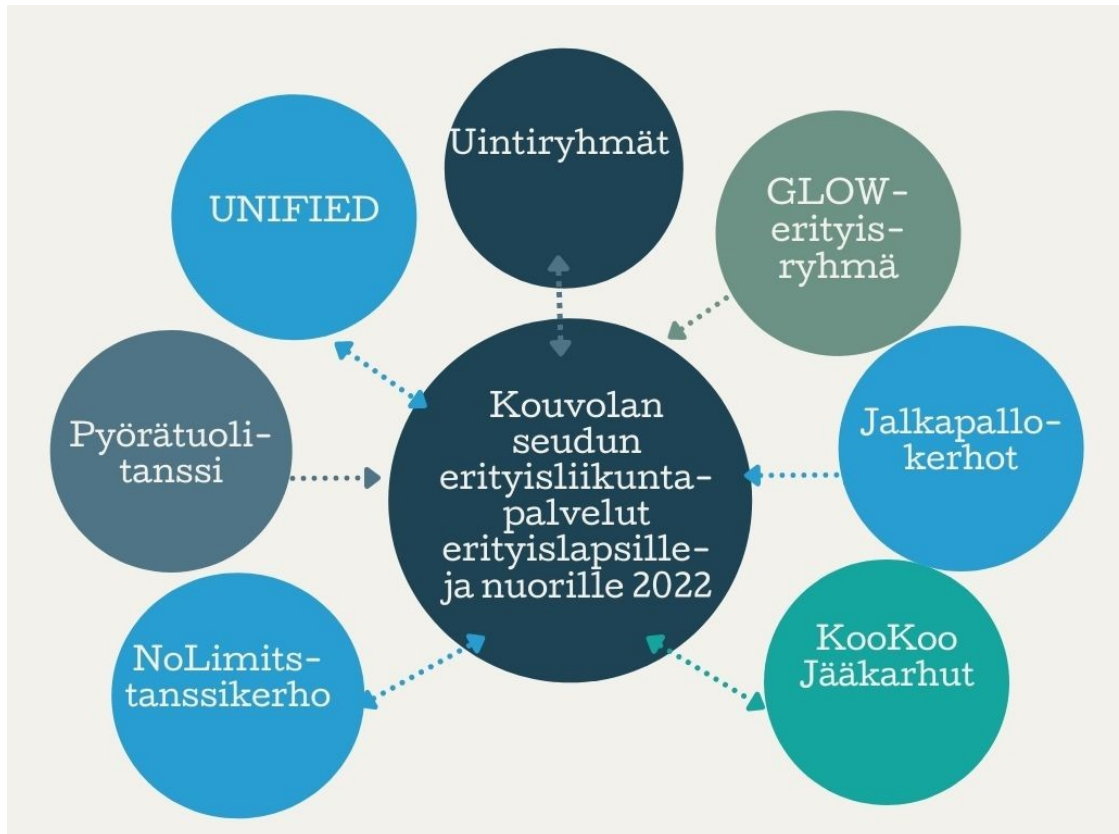 Uintiryhmät
UNIFIED
GLOW-
erityis-
ryhmä
Pyörätuoli-
tanssi
Kouvolan
seudun
erityisliikunta-
palvelut
erityislapsille-
ja nuorille 2022
Jalkapallo-
kerhot
NoLimits-
tanssikerho
KooKoo
Jääkarhut